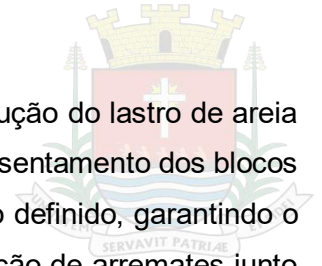 ução do lastro de areia
sentamento dos blocos
o definido, garantindo o
SERVAVIT PATRIAE
ção de arremates junto